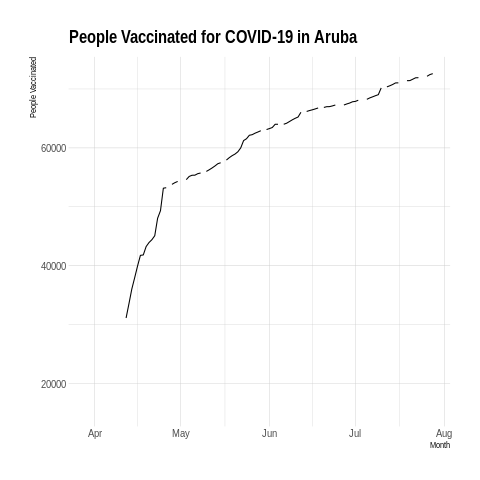 People Vaccinated for COVID-19 in Aruba
People Vaccinated
60000
40000
20000
Apr May Jun Jul Aug
Month